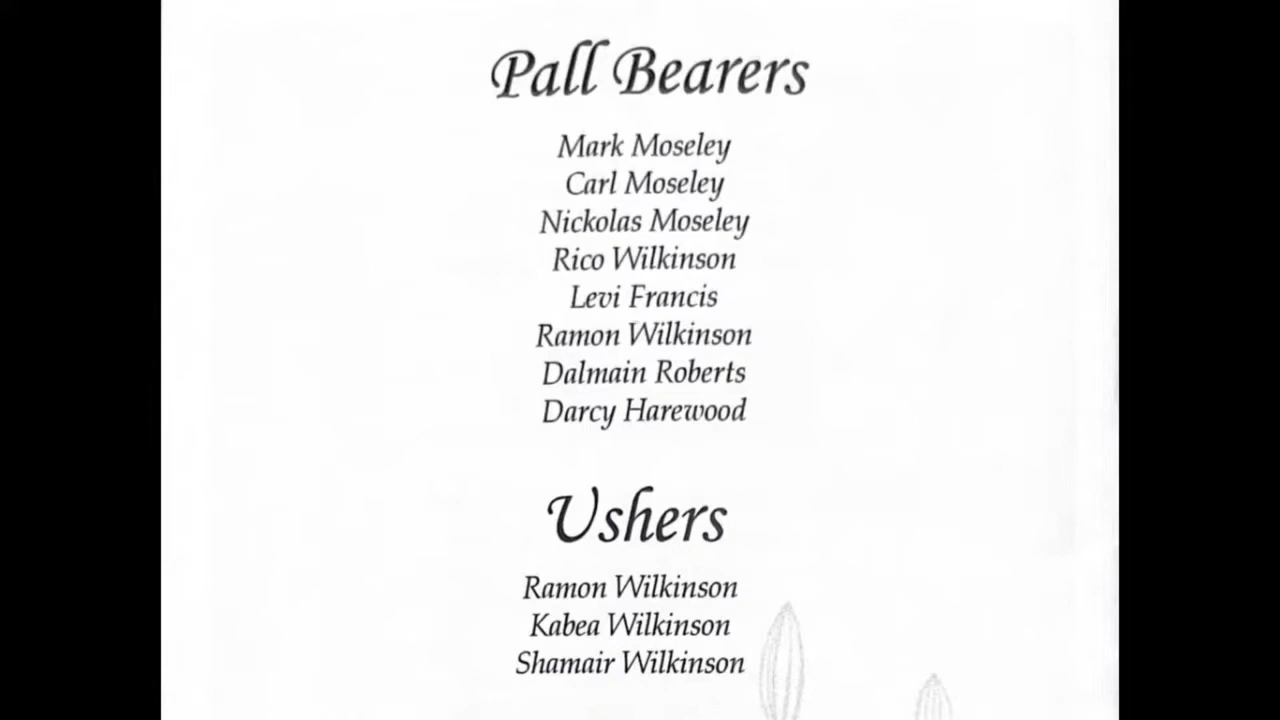 Pall Bearers
Mark Moseley
Carl Moseley
Nickolas Moseley
Rico Wilkinson
Levi Francis
Ramon Wilkinson
Dalmain Roberts
Darcy Harewood
Ushers
Ramon Wilkinson
Kabea Wilkinson
Shamair Wilkinson